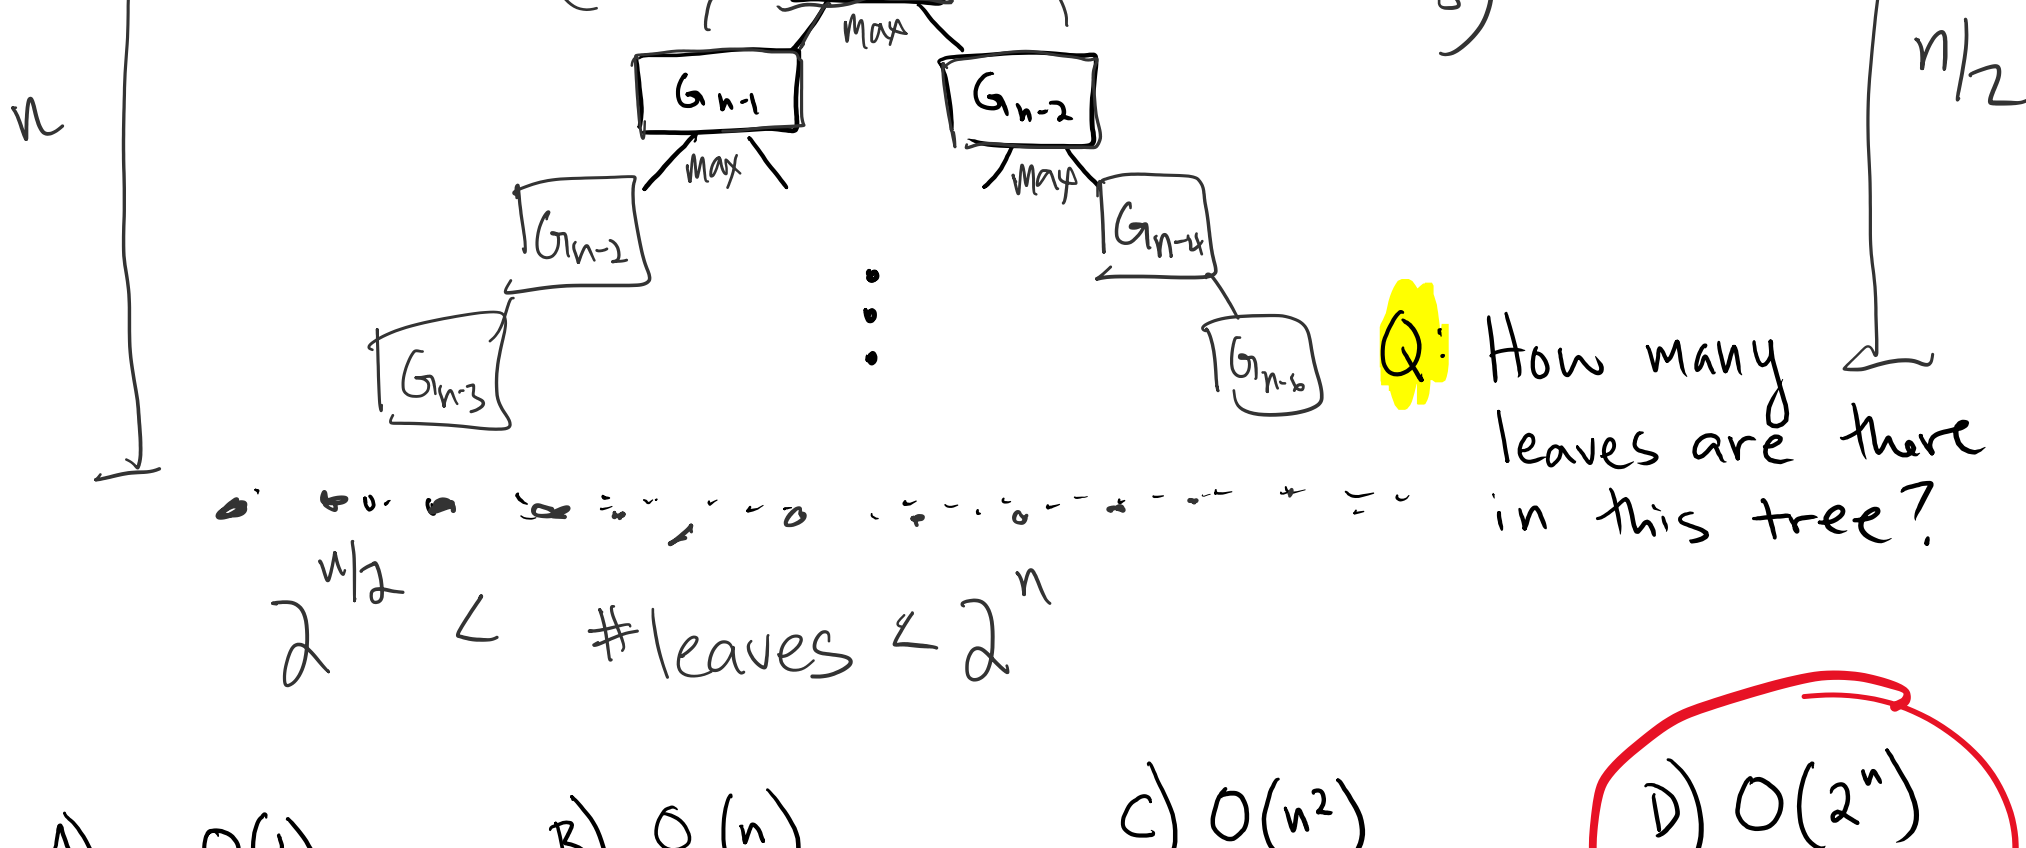 max
n/2
G n-1
G n-2
n
max
max
G n-2
G n-4
G n-3
G n-6
Q: How many
leaves are there
in this tree?
2^{n/2} < #leaves < 2^n
B) O(n)
C) O(n²)
D) O(2^n)